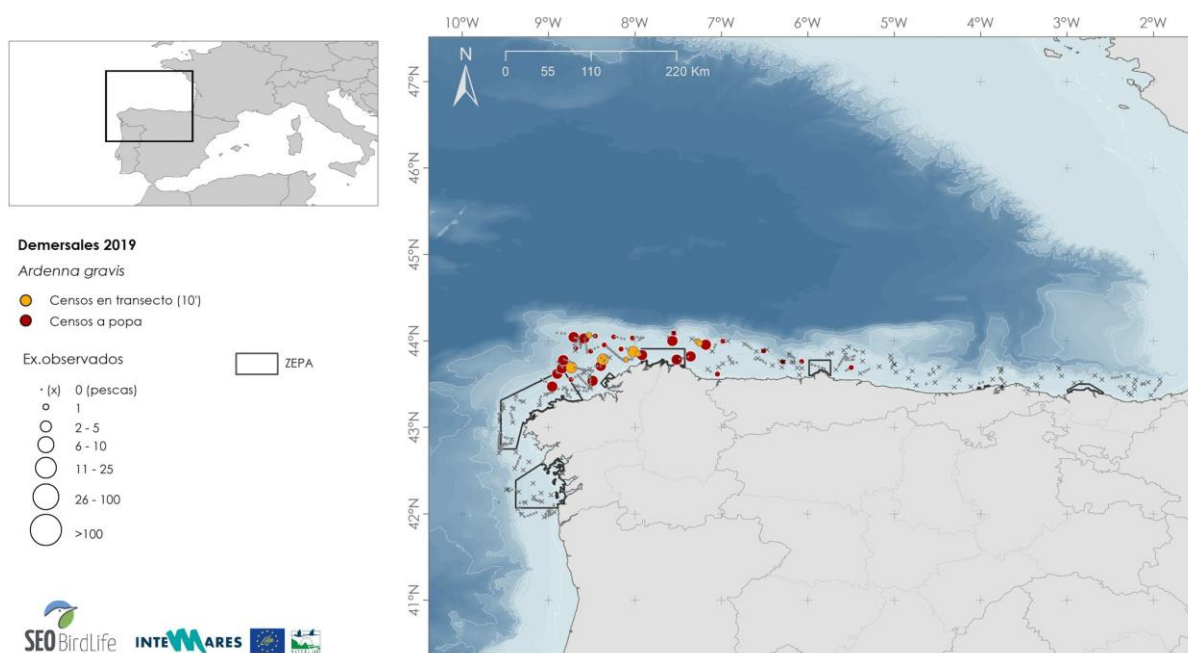 Demersales 2019
Ardenna gravis
Censos en transecto (10')
Censos a popa
Ex.observados
ZEPA
(x) 0 (pescas)
1
2 - 5
6 - 10
11 - 25
26 - 100
>100
SEO BirdLife INTEMARES
10°W 9°W 8°W 7°W 6°W 5°W 4°W 3°W 2°W
N
0 55 110 220 Km
47°N
46°N
45°N
44°N
43°N
42°N
41°N